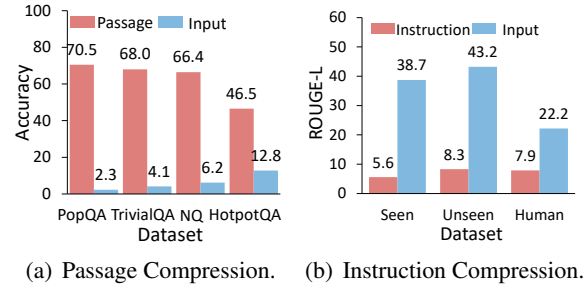 Passage Input
Accuracy
100
80
60
40
20
0
70.5
2.3
68.0
4.1
66.4
6.2
46.5
12.8
PopQA TrivialQA NQ HotpotQA
Dataset
(a) Passage Compression.
Instruction Input
ROUGE-L
60
50
40
30
20
10
0
5.6
38.7
8.3
43.2
7.9
22.2
Seen Unseen Human
Dataset
(b) Instruction Compression.